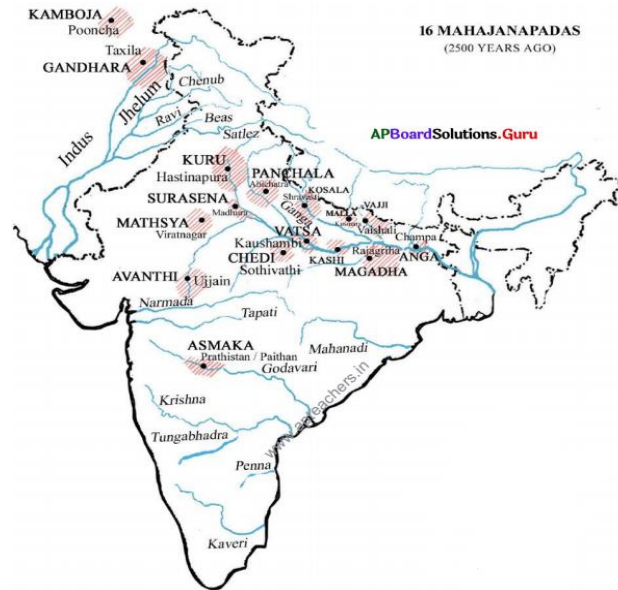 KAMBOJA
Pooncha
16 MAHAJANAPADAS
(2500 YEARS AGO)
Taxila
GANDHARA
Chenub
Jhelum
Ravi
Beas
Satlez
Indus
APBoardSolutions.Guru
KURU
Hastinapura
PANCHALA
Ahichatra
KOSALA
Shravasti
SURASENA
Madhura
Ganga
MALLA
VAJJI
Vaishali
MATHSYA
Viratnagar
VATSA
Kaushambi
Champa
CHEDI
Sothivathi
KASHI
Rajagriha
ANGA
MAGADHA
AVANTHI
Ujjain
Narmada
Tapati
ASMAKA
Prathistan / Paithan
Mahanadi
Godavari
Krishna
Tungabhadra
Penna
Kaveri